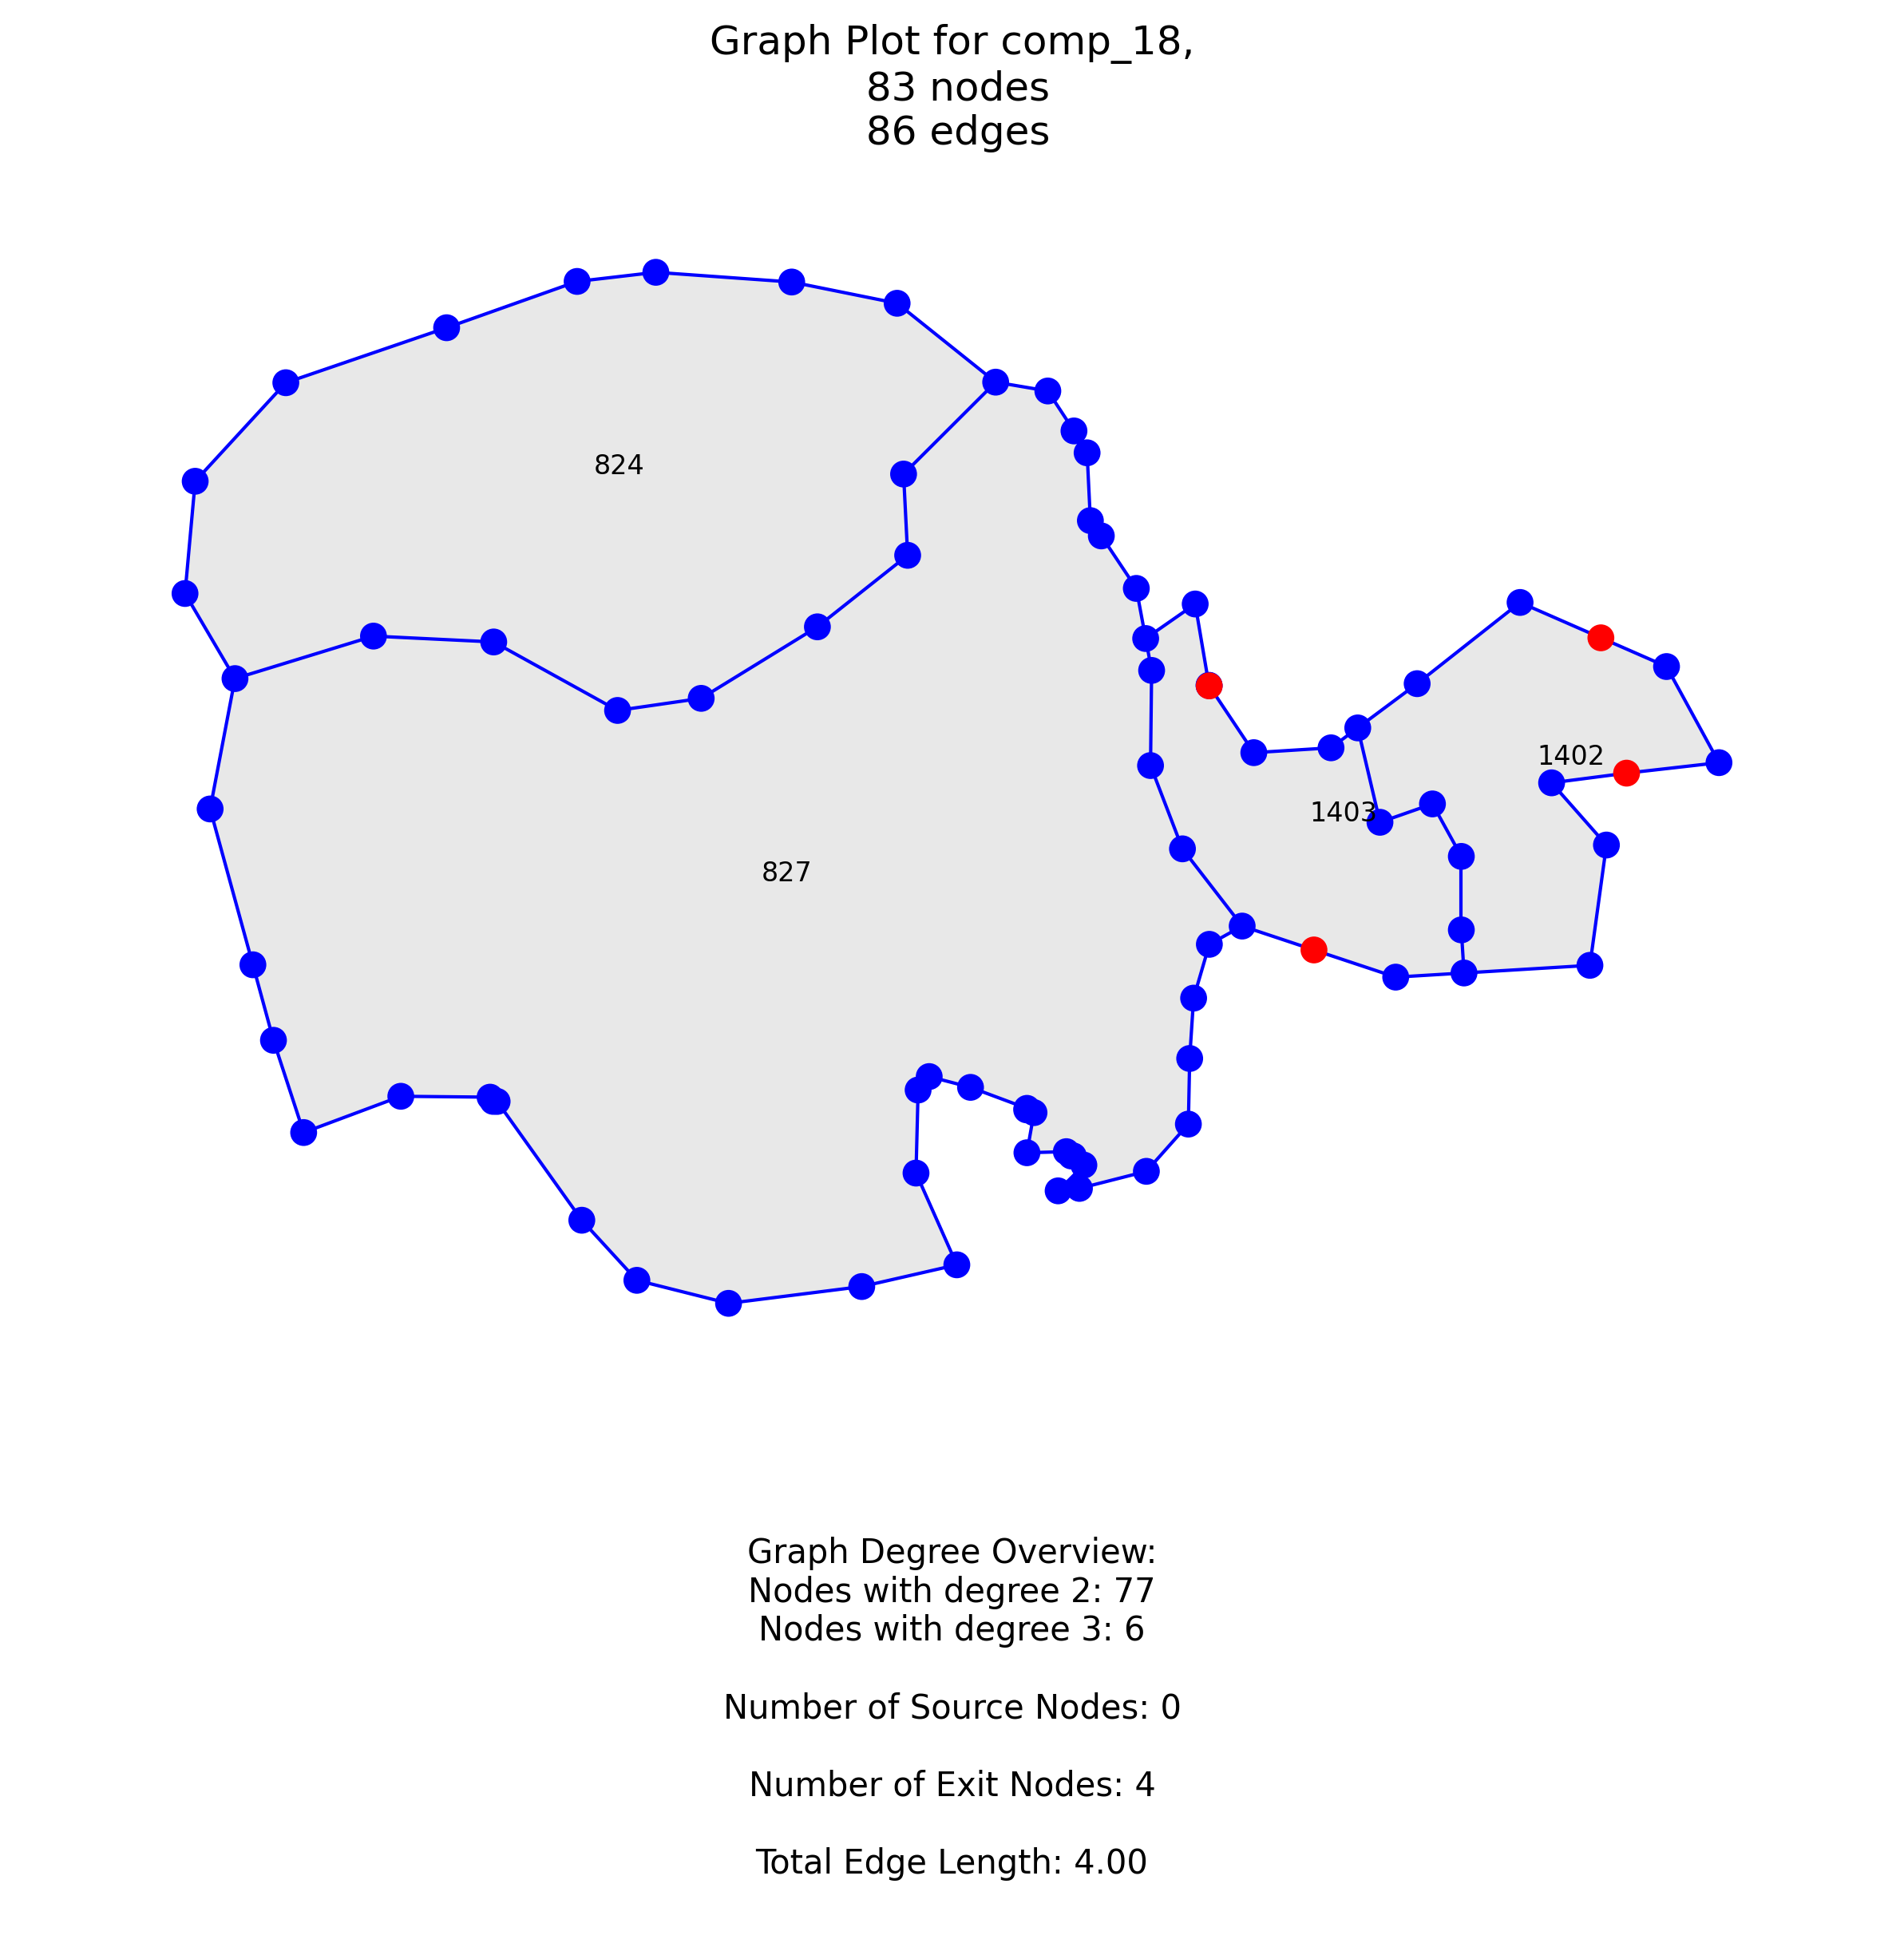 Graph Plot for comp_18,
83 nodes
86 edges
824
1402
1403
827
Graph Degree Overview:
Nodes with degree 2: 77
Nodes with degree 3: 6
Number of Source Nodes: 0
Number of Exit Nodes: 4
Total Edge Length: 4.00